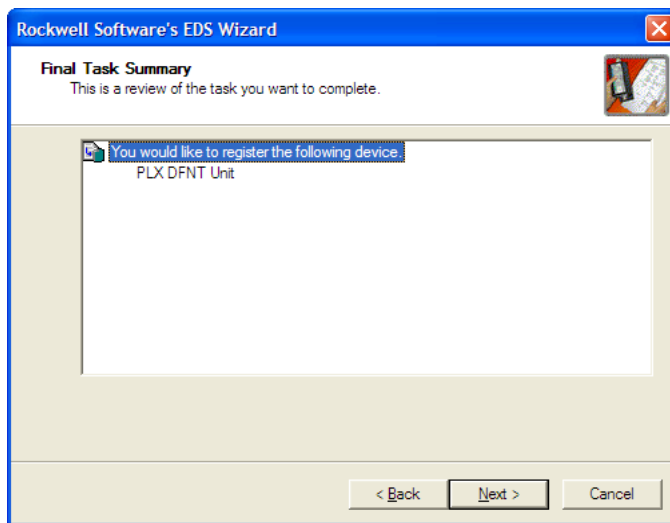 Rockwell Software's EDS Wizard
Final Task Summary
This is a review of the task you want to complete.
You would like to register the following device.
PLX DFNT Unit
< Back
Next >
Cancel